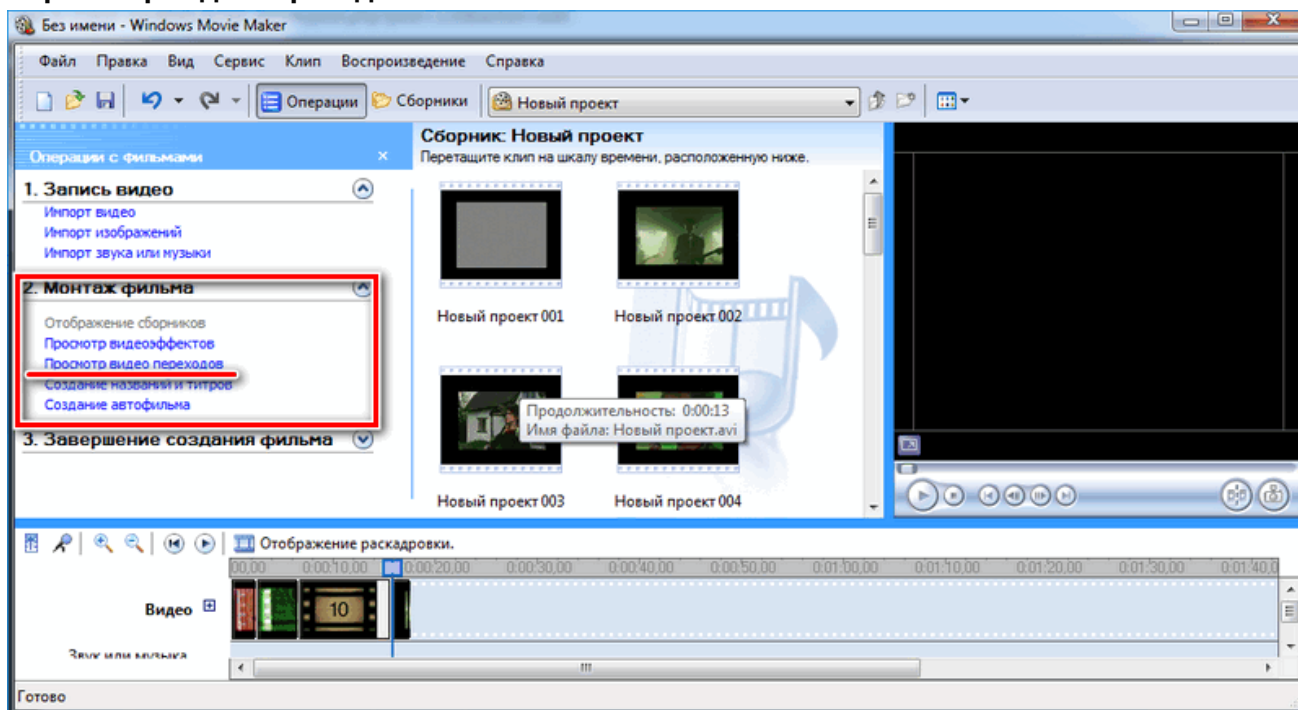 Без имени - Windows Movie Maker
Файл Правка Вид Сервис Клип Воспроизведение Справка
Операции Сборники Новый проект
Операции с фильмами
Сборник: Новый проект
Перетащите клип на шкалу времени, расположенную ниже.
1. Запись видео
Импорт видео
Импорт изображений
Импорт звука или музыки
2. Монтаж фильма
Отображение сборников
Просмотр видеоэффектов
Просмотр видео переходов
Создание названий и титров
Создание автофильма
3. Завершение создания фильма
Новый проект 001 Новый проект 002
Продолжительность: 0:00:13
Имя файла: Новый проект.avi
Новый проект 003 Новый проект 004
Отображение раскадровки.
00,00 0:00:10,00 0:00:20,00 0:00:30,00 0:00:40,00 0:00:50,00 0:01:00,00 0:01:10,00 0:01:20,00 0:01:30,00 0:01:40,0
Видео 10
Звук или музыка
Готово